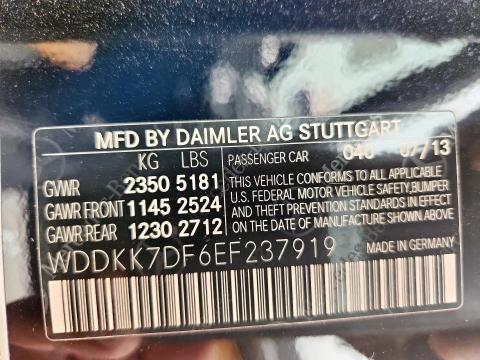 MFD BY DAIMLER AG STUTTGART
KG LBS PASSENGER CAR 040 07/13
GVWR 2350 5181 THIS VEHICLE CONFORMS TO ALL APPLICABLE
GAWR FRONT 1145 2524 U.S. FEDERAL MOTOR VEHICLE SAFETY, BUMPER
AND THEFT PREVENTION STANDARDS IN EFFECT
GAWR REAR 1230 2712 ON THE DATE OF MANUFACTURE SHOWN ABOVE.
WDDKK7DF6EF237919 MADE IN GERMANY